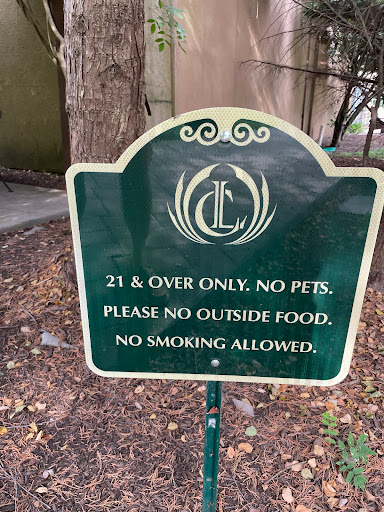 21 & OVER ONLY. NO PETS.
PLEASE NO OUTSIDE FOOD.
NO SMOKING ALLOWED.